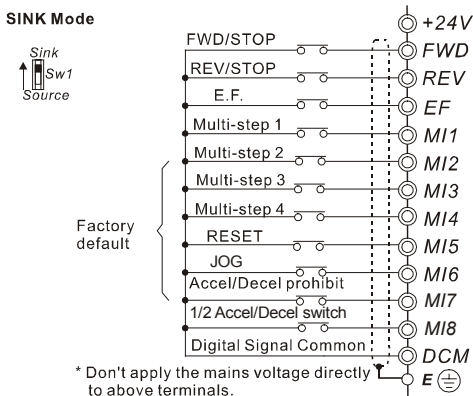 SINK Mode
+24V
Sink
Sw1
Source
FWD/STOP
FWD
REV/STOP
REV
E.F.
EF
Multi-step 1
MI1
Multi-step 2
MI2
Multi-step 3
MI3
Multi-step 4
MI4
Factory
default
RESET
MI5
JOG
MI6
Accel/Decel prohibit
MI7
1/2 Accel/Decel switch
MI8
Digital Signal Common
DCM
* Don't apply the mains voltage directly
to above terminals.
E